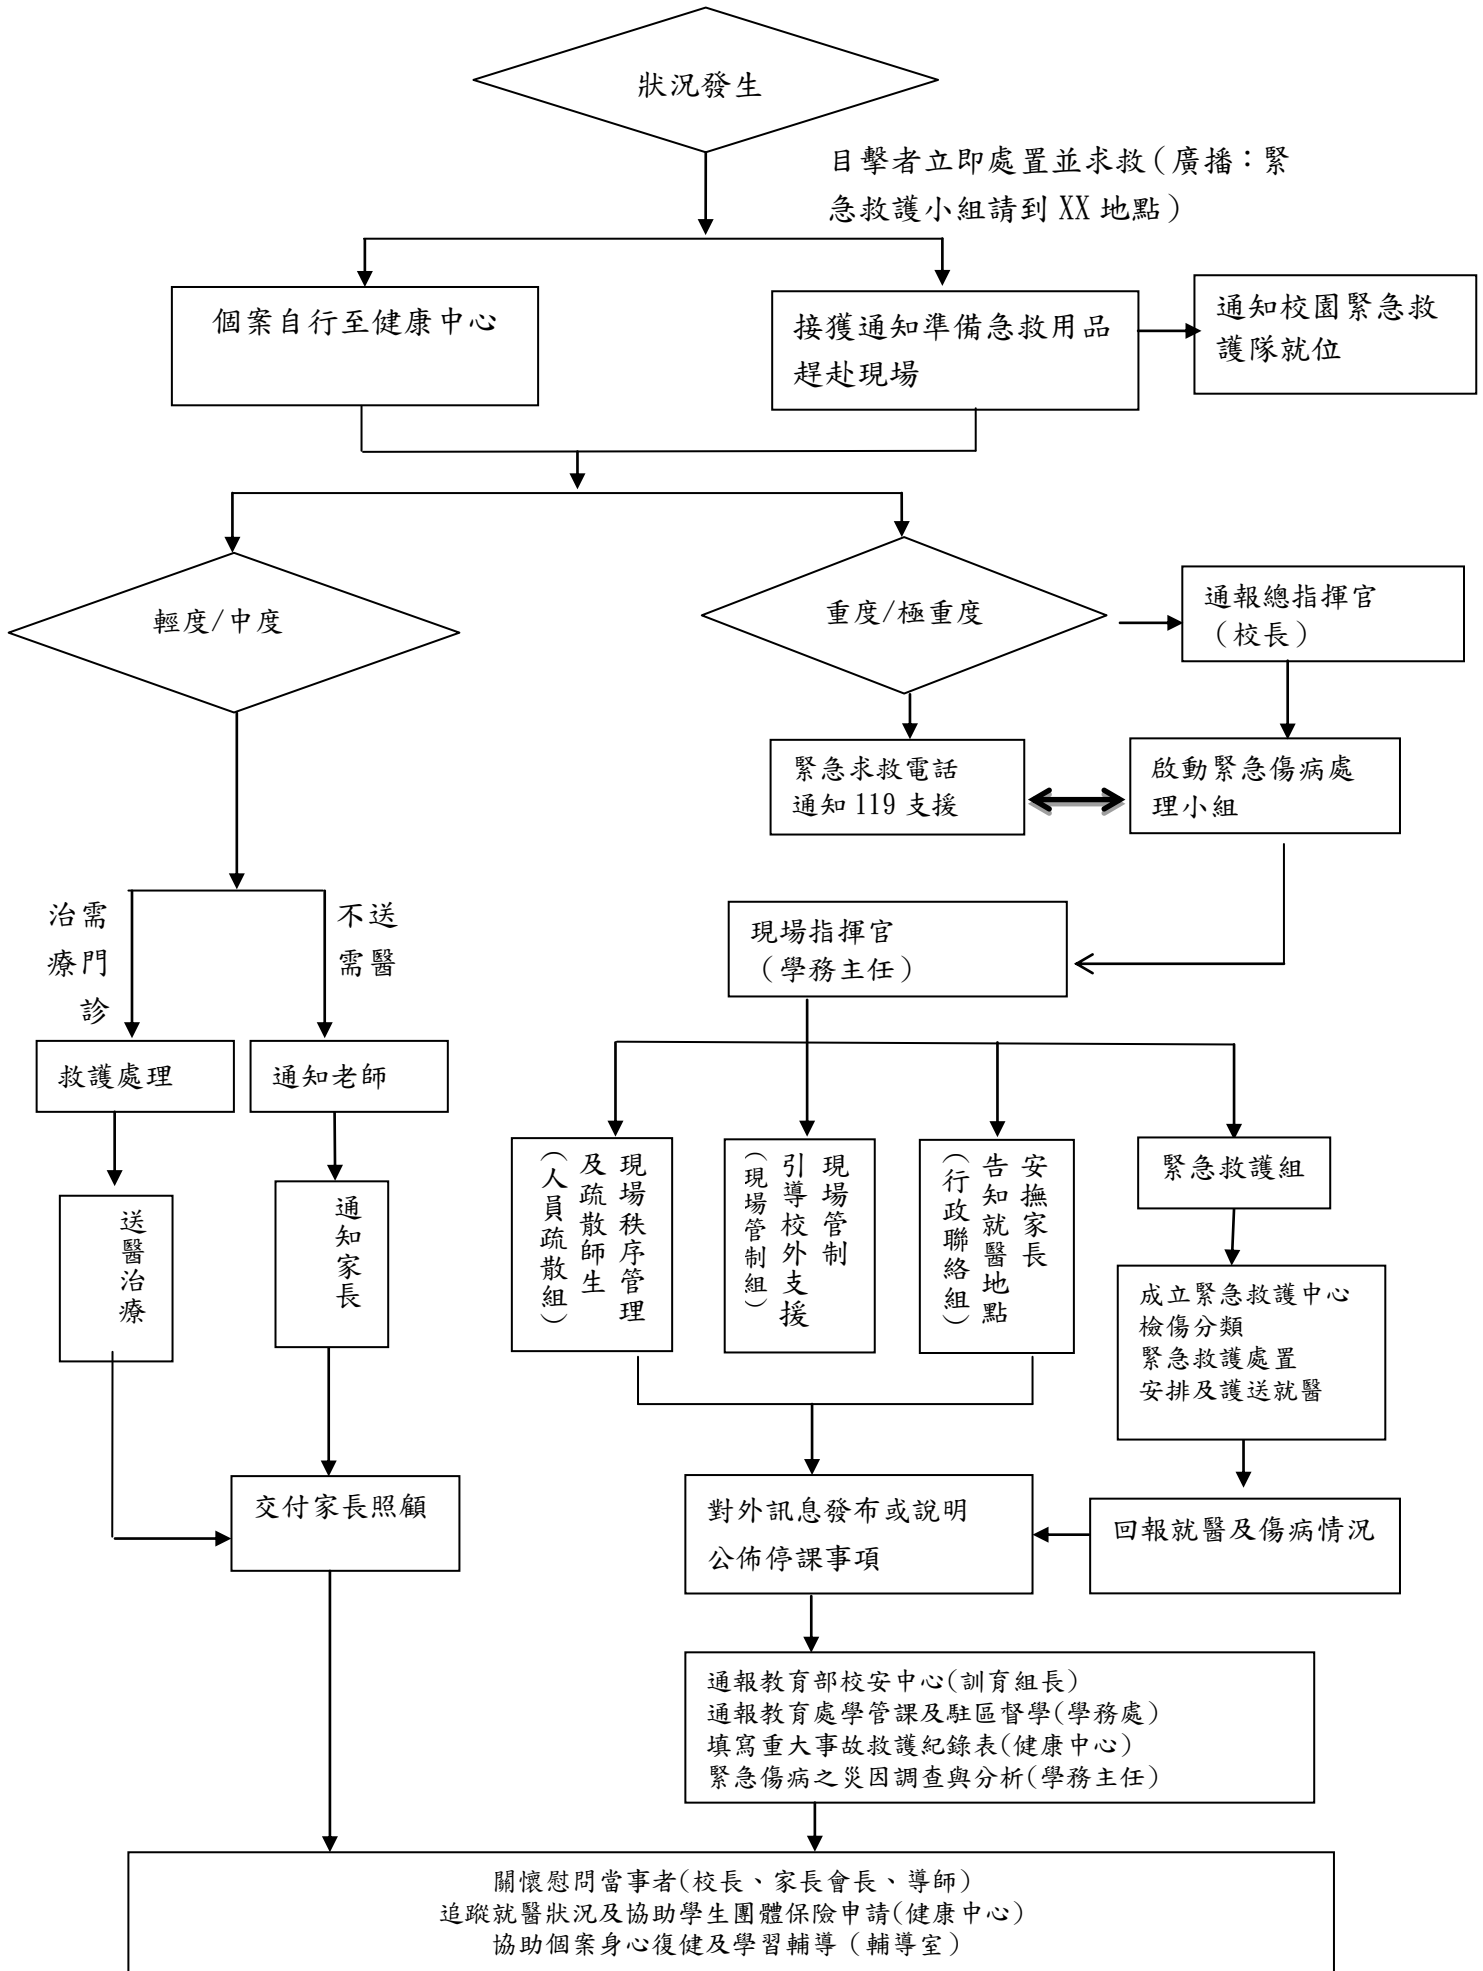 狀況發生
目擊者立即處置並求救（廣播：緊
急救護小組請到 XX 地點）
個案自行至健康中心
接獲通知準備急救用品
趕赴現場
通知校園緊急救
護隊就位
輕度/中度
重度/極重度
通報總指揮官
（校長）
緊急求救電話
通知 119 支援
啟動緊急傷病處
理小組
治需
療門
診
不送
需醫
現場指揮官
（學務主任）
救護處理
通知老師
送醫治療
通知家長
現場秩序管理
及疏散師生
（人員疏散組）
現場管制
引導校外支援
（現場管制組）
安撫家長
告知就醫地點
（行政聯絡組）
緊急救護組
成立緊急救護中心
檢傷分類
緊急救護處置
安排及護送就醫
交付家長照顧
對外訊息發布或說明
公佈停課事項
回報就醫及傷病情況
通報教育部校安中心(訓育組長)
通報教育處學管課及駐區督學(學務處)
填寫重大事故救護紀錄表(健康中心)
緊急傷病之災因調查與分析(學務主任)
關懷慰問當事者(校長、家長會長、導師)
追蹤就醫狀況及協助學生團體保險申請(健康中心)
協助個案身心復健及學習輔導（輔導室）